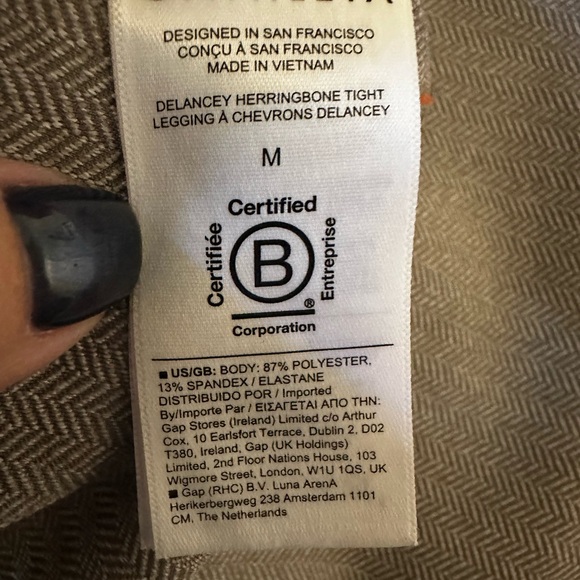 DESIGNED IN SAN FRANCISCO
CONÇU À SAN FRANCISCO
MADE IN VIETNAM
DELANCEY HERRINGBONE TIGHT
LEGGING À CHEVRONS DELANCEY
M
Certified
Certifiée
B
Entreprise
®
Corporation
■ US/GB: BODY: 87% POLYESTER,
13% SPANDEX / ELASTANE
DISTRIBUIDO POR / Imported
By/Importe Par / ΕΙΣΑΓΕΤΑΙ ΑΠΟ ΤΗΝ:
Gap Stores (Ireland) Limited c/o Arthur
Cox, 10 Earlsfort Terrace, Dublin 2, D02
T380, Ireland, Gap (UK Holdings)
Limited, 2nd Floor Nations House, 103
Wigmore Street, London, W1U 1QS, UK
■ Gap (RHC) B.V. Luna ArenA
Herikerbergweg 238 Amsterdam 1101
CM, The Netherlands